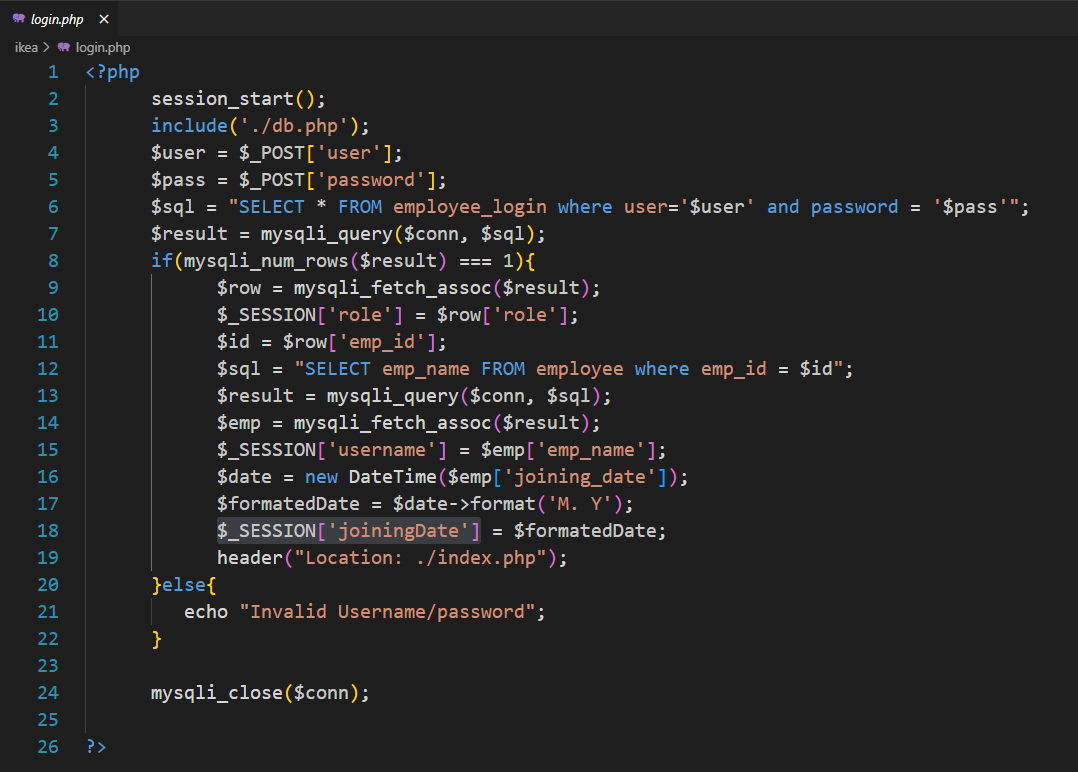 login.php ×
ikea > login.php
1 <?php
2 session_start();
3 include('./db.php');
4 $user = $_POST['user'];
5 $pass = $_POST['password'];
6 $sql = "SELECT * FROM employee_login where user='$user' and password = '$pass'";
7 $result = mysqli_query($conn, $sql);
8 if(mysqli_num_rows($result) === 1){
9 $row = mysqli_fetch_assoc($result);
10 $_SESSION['role'] = $row['role'];
11 $id = $row['emp_id'];
12 $sql = "SELECT emp_name FROM employee where emp_id = $id";
13 $result = mysqli_query($conn, $sql);
14 $emp = mysqli_fetch_assoc($result);
15 $_SESSION['username'] = $emp['emp_name'];
16 $date = new DateTime($emp['joining_date']);
17 $formatedDate = $date->format('M. Y');
18 $_SESSION['joiningDate'] = $formatedDate;
19 header("Location: ./index.php");
20 }else{
21 echo "Invalid Username/password";
22 }
23
24 mysqli_close($conn);
25
26 ?>